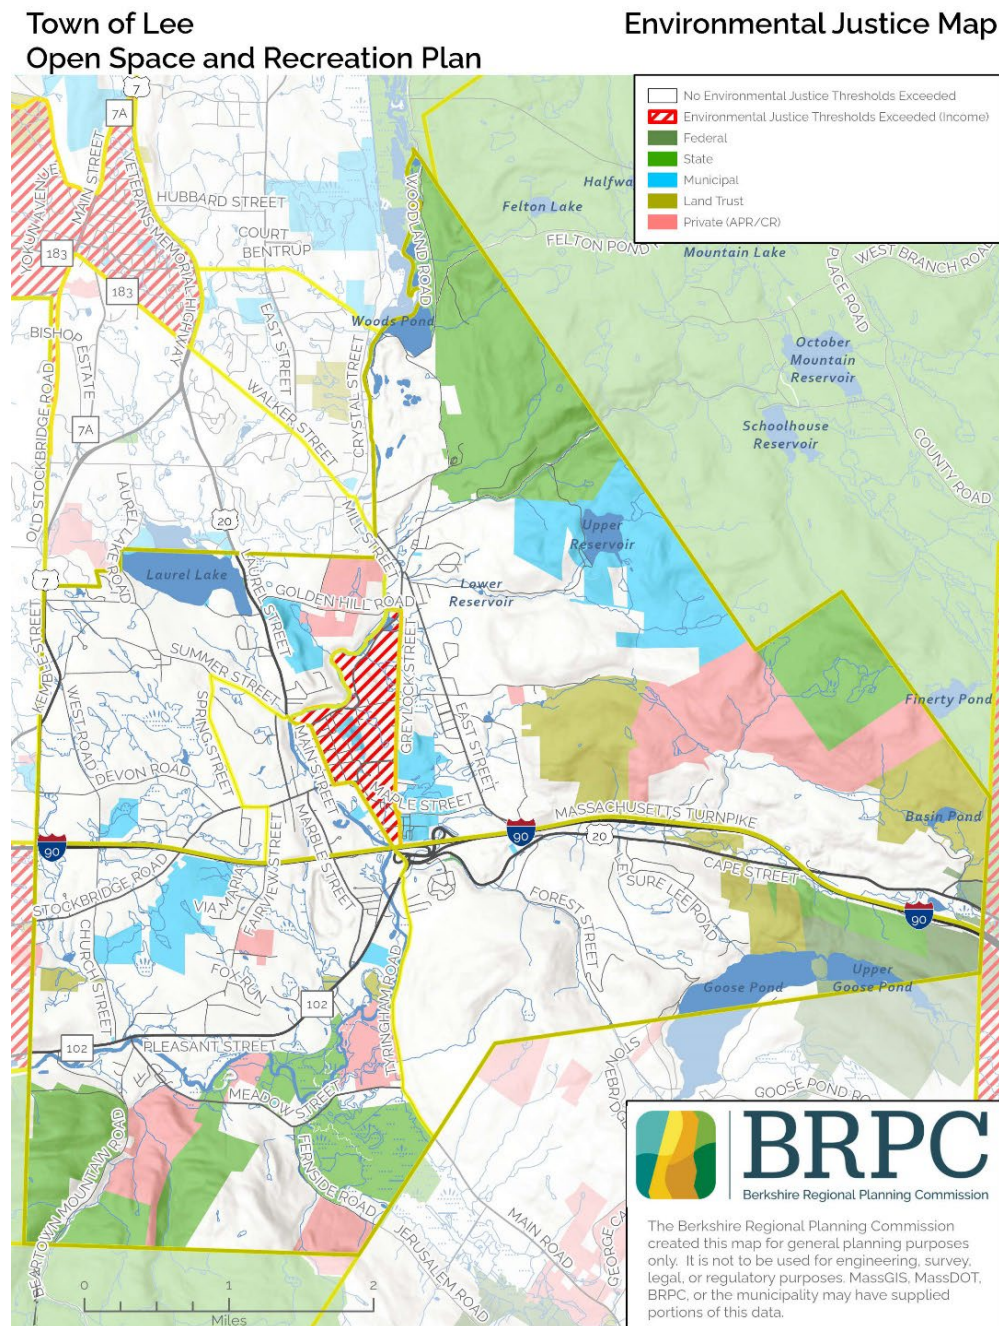 Town of Lee
Open Space and Recreation Plan
Environmental Justice Map
No Environmental Justice Thresholds Exceeded
Environmental Justice Thresholds Exceeded (Income)
Federal
State
Municipal
Land Trust
Private (APR/CR)
7
7A
YOKUN AVENUE
MAIN STREET
VETERANS MEMORIAL HIGHWAY
HUBBARD STREET
COURT
BENTRUP
WOODLAND ROAD
Halfwa
Felton Lake
FELTON POND
Mountain Lake
PLACE ROAD
WEST BRANCH ROAD
183
183
BISHOP ESTATE
EAST STREET
Woods Pond
CRYSTAL STREET
October
Mountain
Reservoir
Schoolhouse
Reservoir
COUNTY ROAD
7A
OLD STOCKBRIDGE ROAD
WALKER STREET
LAUREL LAKE ROAD
20
MILL STREET
Upper
Reservoir
7
Laurel Lake
LAUREL STREET
GOLDEN HILL ROAD
Lower
Reservoir
KEMBLE STREET
SUMMER STREET
GREYLOCK STREET
WEST ROAD
SPRING STREET
MAIN STREET
EAST STREET
Finerty Pond
DEVON ROAD
MAPLE STREET
MASSACHUSETTS TURNPIKE
Basin Pond
90
90
20
MARBLE STREET
CAPE STREET
STOCKBRIDGE ROAD
VIA MARIA
FAIRVIEW STREET
FOREST STREET
LEISURE LEE ROAD
90
CHURCH STREET
FOX RUN
TYRINGHAM ROAD
Goose Pond
Upper
Goose Pond
102
102
PLEASANT STREET
MEADOW STREET
GOOSE POND RO
BEARTOWN MOUNTAIN ROAD
FERNSIDE ROAD
JERUSALEM ROAD
MAIN ROAD
GEORGE CA
0 1 2
Miles
BRPC
Berkshire Regional Planning Commission
The Berkshire Regional Planning Commission
created this map for general planning purposes
only. It is not to be used for engineering, survey,
legal, or regulatory purposes. MassGIS, MassDOT,
BRPC, or the municipality may have supplied
portions of this data.